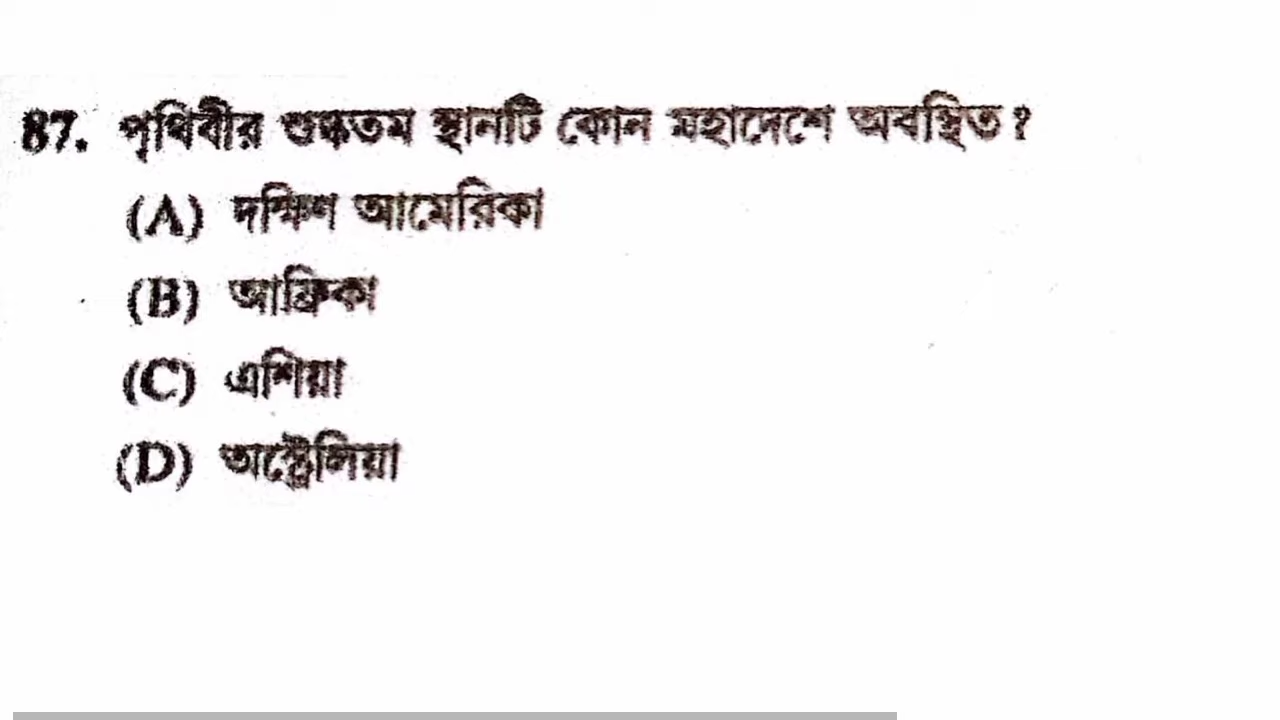 87. পৃথিবীর শুষ্কতম স্থানটি কোন মহাদেশে অবস্থিত?
(A) দক্ষিণ আমেরিকা
(B) আফ্রিকা
(C) এশিয়া
(D) অস্ট্রেলিয়া